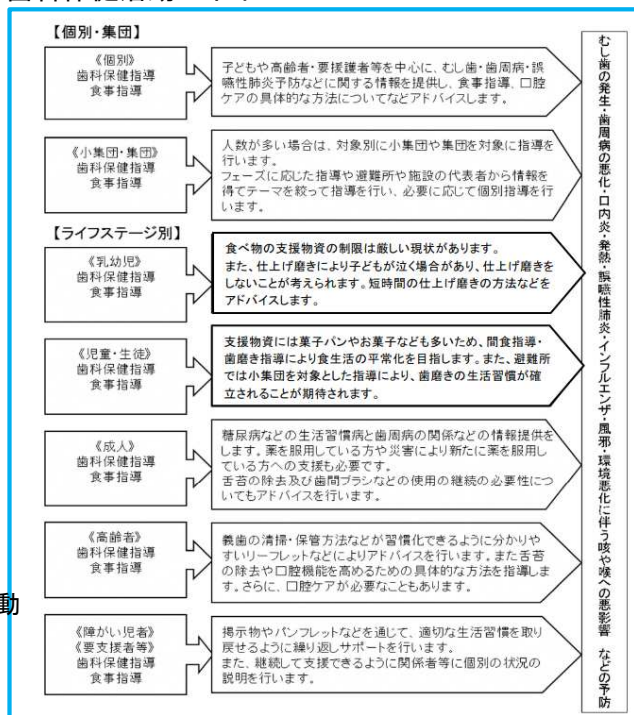 【個別・集団】
《個別》
歯科保健指導
食事指導
子どもや高齢者・要援護者等を中心に、むし歯・歯周病・誤
嚥性肺炎予防などに関する情報を提供し、食事指導、口腔
ケアの具体的な方法についてなどアドバイスします。
《小集団・集団》
歯科保健指導
食事指導
人数が多い場合は、対象別に小集団や集団を対象に指導を
行います。
フェーズに応じた指導や避難所や施設の代表者から情報を
得てテーマを絞って指導を行い、必要に応じて個別指導を行
います。
【ライフステージ別】
《乳幼児》
歯科保健指導
食事指導
食べ物の支援物資の制限は厳しい現状があります。
また、仕上げ磨きにより子どもが泣く場合があり、仕上げ磨きを
しないことが考えられます。短時間の仕上げ磨きの方法などを
アドバイスします。
《児童・生徒》
歯科保健指導
食事指導
支援物資には菓子パンやお菓子なども多いため、間食指導・
歯磨き指導により食生活の平常化を目指します。また、避難所
では小集団を対象とした指導により、歯磨きの生活習慣が確
立されることが期待されます。
《成人》
歯科保健指導
食事指導
糖尿病などの生活習慣病と歯周病の関係などの情報提供を
します。薬を服用している方や災害により新たに薬を服用し
ている方への支援も必要です。
舌苔の除去及び歯間ブラシなどの使用の継続の必要性につ
いてもアドバイスを行います。
《高齢者》
歯科保健指導
食事指導
義歯の清掃・保管方法などが習慣化できるように分かりや
すいリーフレットなどによりアドバイスを行います。また舌苔
の除去や口腔機能を高めるための具体的な方法を指導しま
す。さらに、口腔ケアが必要なこともあります。
動
《障がい児者》
《要支援者等》
歯科保健指導
食事指導
掲示物やパンフレットなどを通じて、適切な生活習慣を取り
戻せるように繰り返しサポートを行います。
また、継続して支援できるように関係者等に個別の状況の
説明を行います。
むし歯の発生・歯周病の悪化・口内炎・発熱・誤嚥性肺炎・インフルエンザ・風邪・環境悪化に伴う咳や喉への悪影響 などの予防